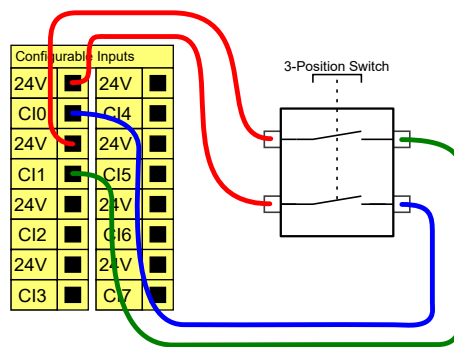 3-Position Switch
Configurable Inputs
24V 24V
CI0 CI4
24V 24V
CI1 CI5
24V 24V
CI2 CI6
24V 24V
CI3 CI7